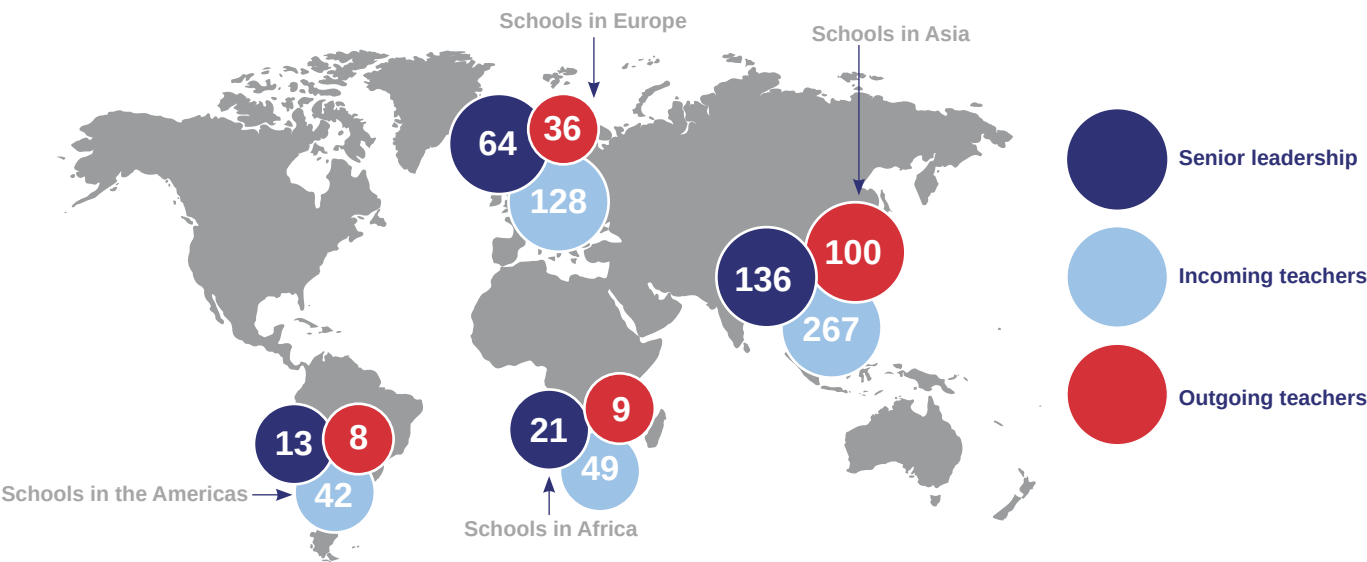 Schools in Europe
Schools in Asia
64
36
128
136
100
267
Senior leadership
Incoming teachers
Outgoing teachers
13
8
42
Schools in the Americas
21
9
49
Schools in Africa